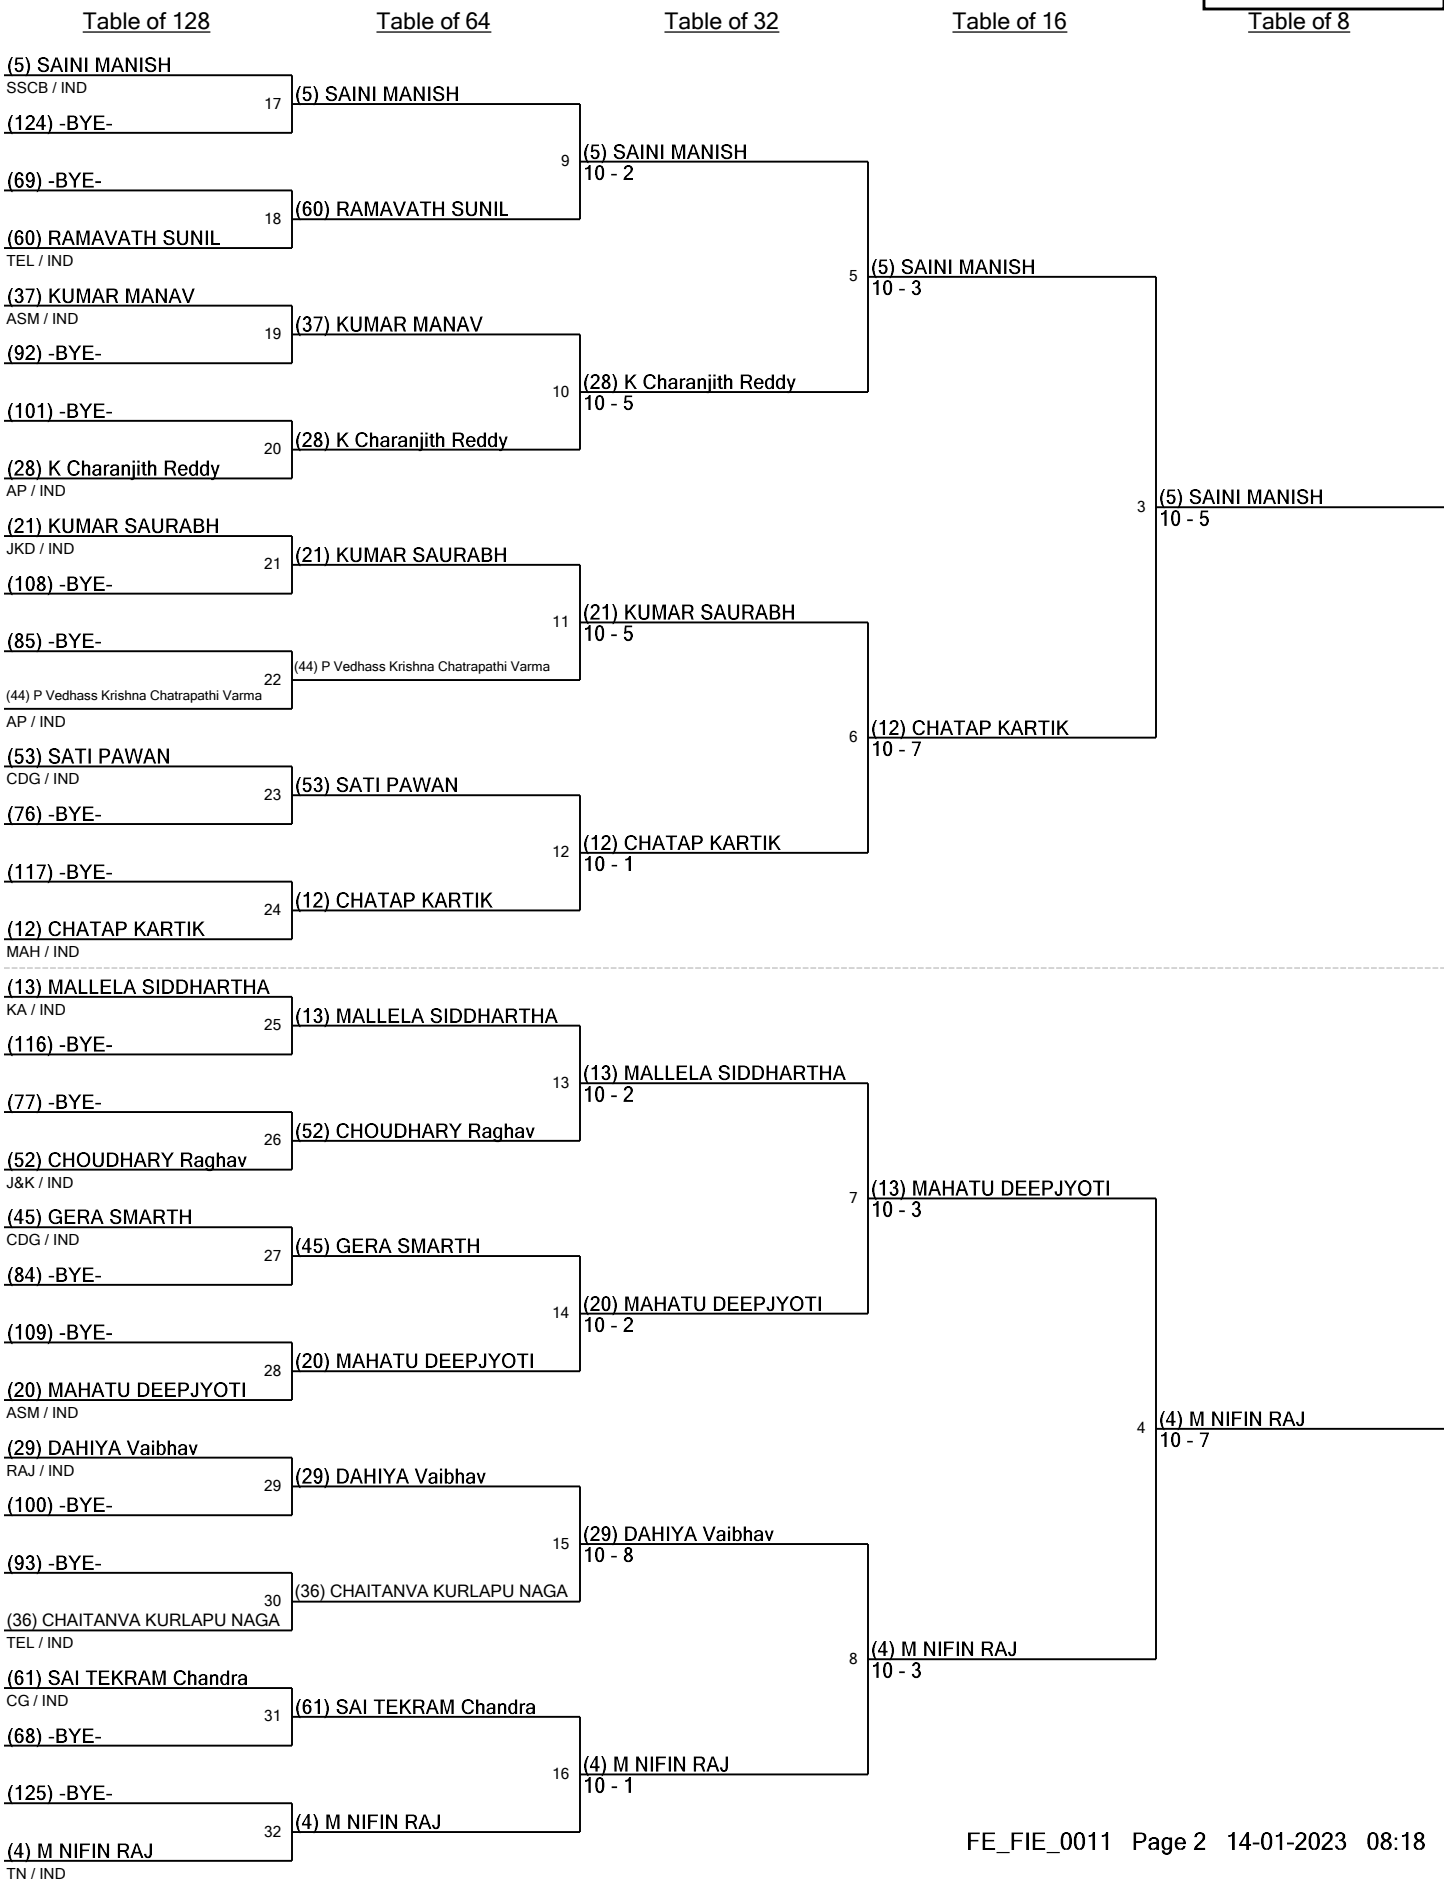 Table of 128 Table of 64 Table of 32 Table of 16 Table of 8
(5) SAINI MANISH
SSCB / IND
17
(124) -BYE-
(5) SAINI MANISH
(69) -BYE-
18
(60) RAMAVATH SUNIL
TEL / IND
(60) RAMAVATH SUNIL
9
(5) SAINI MANISH
10 - 2
(37) KUMAR MANAV
ASM / IND
19
(92) -BYE-
(37) KUMAR MANAV
(101) -BYE-
20
(28) K Charanjith Reddy
AP / IND
(28) K Charanjith Reddy
10
(28) K Charanjith Reddy
10 - 5
5
(5) SAINI MANISH
10 - 3
(21) KUMAR SAURABH
JKD / IND
21
(108) -BYE-
(21) KUMAR SAURABH
(85) -BYE-
22
(44) P Vedhass Krishna Chatrapathi Varma
AP / IND
(44) P Vedhass Krishna Chatrapathi Varma
11
(21) KUMAR SAURABH
10 - 5
(53) SATI PAWAN
CDG / IND
23
(76) -BYE-
(53) SATI PAWAN
(117) -BYE-
24
(12) CHATAP KARTIK
MAH / IND
(12) CHATAP KARTIK
12
(12) CHATAP KARTIK
10 - 1
6
(12) CHATAP KARTIK
10 - 7
3
(5) SAINI MANISH
10 - 5
(13) MALLELA SIDDHARTHA
KA / IND
25
(116) -BYE-
(13) MALLELA SIDDHARTHA
(77) -BYE-
26
(52) CHOUDHARY Raghav
J&K / IND
(52) CHOUDHARY Raghav
13
(13) MALLELA SIDDHARTHA
10 - 2
(45) GERA SMARTH
CDG / IND
27
(84) -BYE-
(45) GERA SMARTH
(109) -BYE-
28
(20) MAHATU DEEPJYOTI
ASM / IND
(20) MAHATU DEEPJYOTI
14
(20) MAHATU DEEPJYOTI
10 - 2
7
(13) MAHATU DEEPJYOTI
10 - 3
(29) DAHIYA Vaibhav
RAJ / IND
29
(100) -BYE-
(29) DAHIYA Vaibhav
(93) -BYE-
30
(36) CHAITANVA KURLAPU NAGA
TEL / IND
(36) CHAITANVA KURLAPU NAGA
15
(29) DAHIYA Vaibhav
10 - 8
(61) SAI TEKRAM Chandra
CG / IND
31
(68) -BYE-
(61) SAI TEKRAM Chandra
(125) -BYE-
32
(4) M NIFIN RAJ
TN / IND
(4) M NIFIN RAJ
16
(4) M NIFIN RAJ
10 - 1
8
(4) M NIFIN RAJ
10 - 3
4
(4) M NIFIN RAJ
10 - 7
FE_FIE_0011 Page 2 14-01-2023 08:18